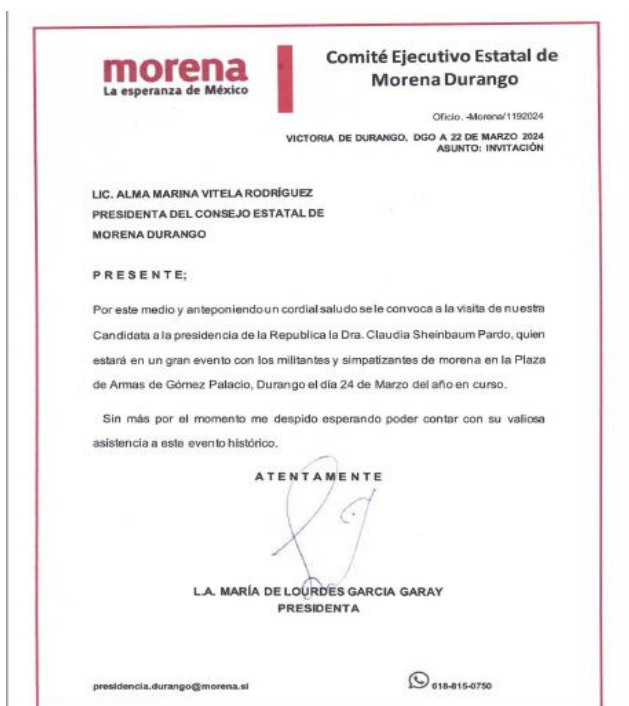 morena
La esperanza de México
Comité Ejecutivo Estatal de
Morena Durango
Oficio. -Morena/1192024
VICTORIA DE DURANGO, DGO A 22 DE MARZO 2024
ASUNTO: INVITACIÓN
LIC. ALMA MARINA VITELA RODRÍGUEZ
PRESIDENTA DEL CONSEJO ESTATAL DE
MORENA DURANGO
P R E S E N T E;
Por este medio y anteponiendo un cordial saludo se le convoca a la visita de nuestra
Candidata a la presidencia de la Republica la Dra. Claudia Sheinbaum Pardo, quien
estará en un gran evento con los militantes y simpatizantes de morena en la Plaza
de Armas de Gómez Palacio, Durango el día 24 de Marzo del año en curso.
Sin más por el momento me despido esperando poder contar con su valiosa
asistencia a este evento histórico.
A T E N T A M E N T E
L.A. MARÍA DE LOURDES GARCIA GARAY
PRESIDENTA
presidencia.durango@morena.si
618-815-0750